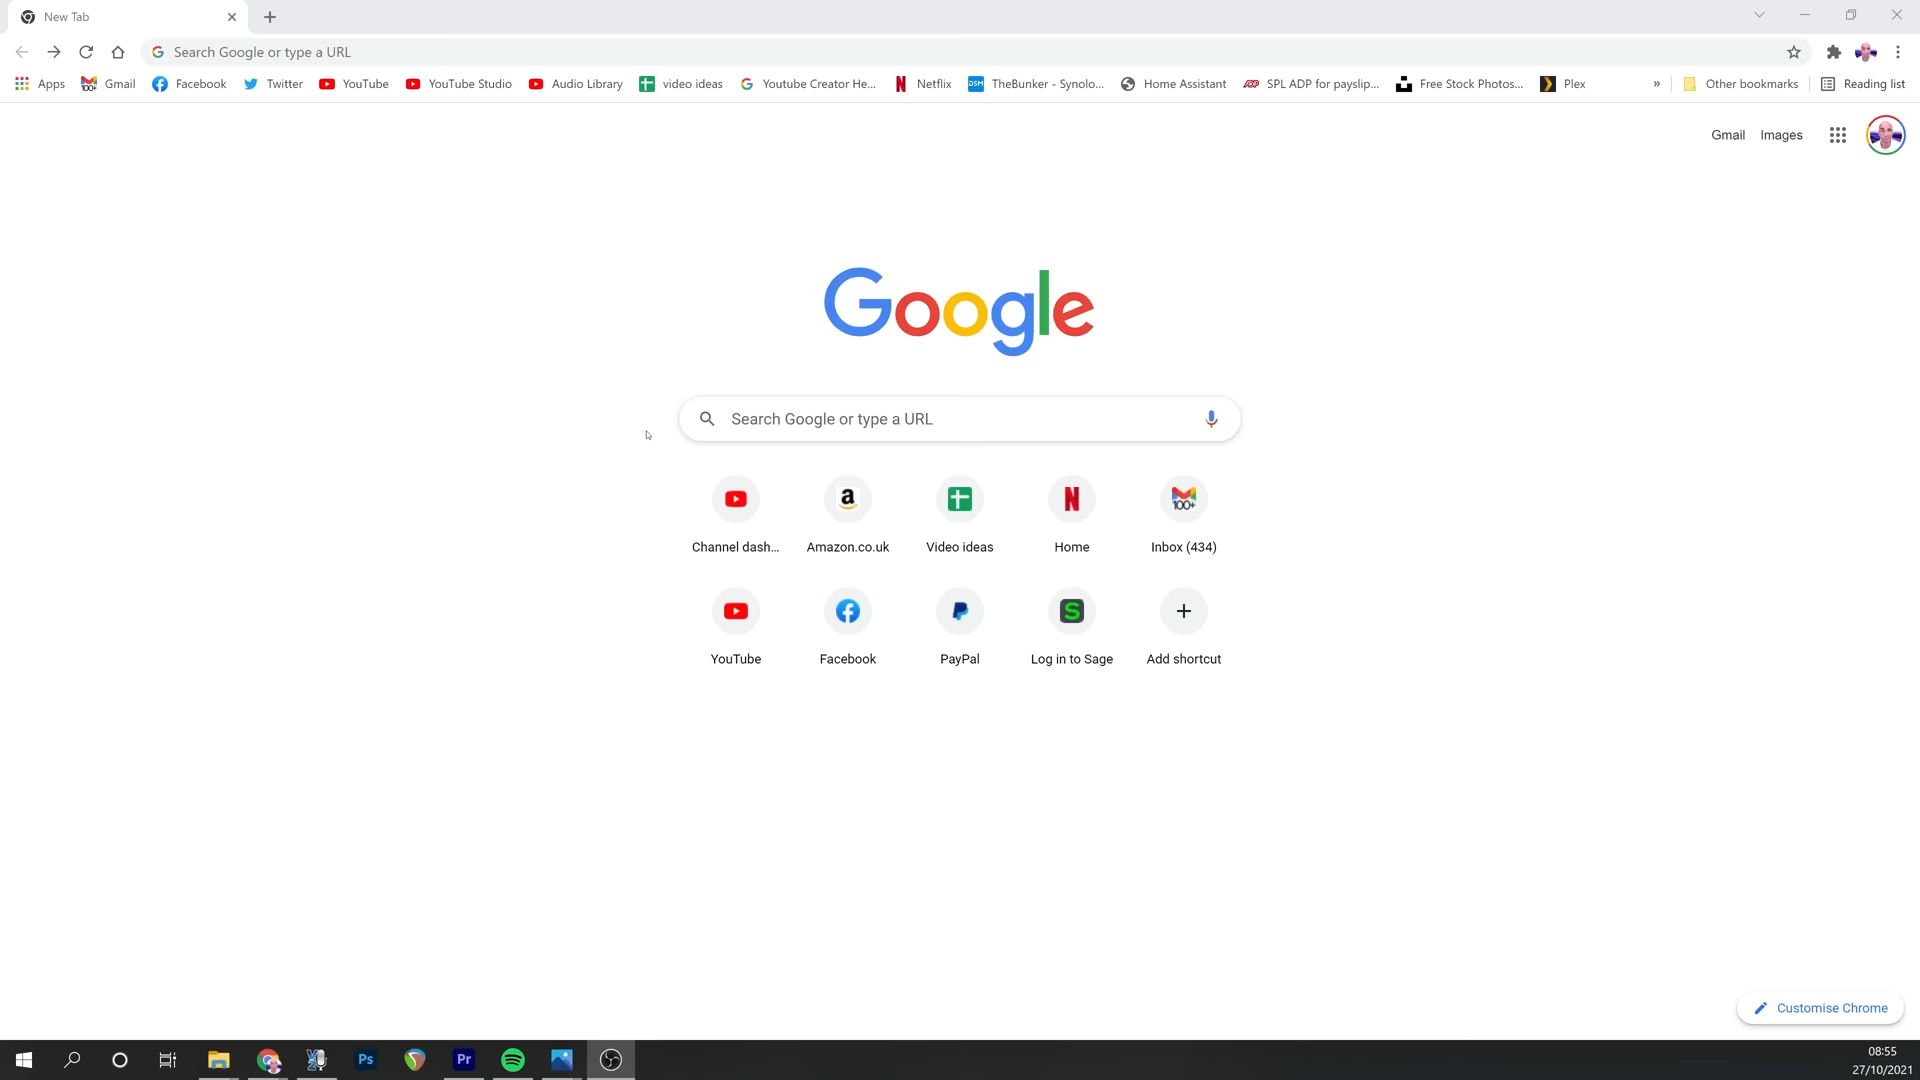 New Tab
Search Google or type a URL
Apps Gmail Facebook Twitter YouTube YouTube Studio Audio Library video ideas Youtube Creator He... Netflix TheBunker - Synolo... Home Assistant SPL ADP for payslip... Free Stock Photos... Plex » Other bookmarks Reading list
Gmail Images
Google
Search Google or type a URL
Channel dash... Amazon.co.uk Video ideas Home Inbox (434)
YouTube Facebook PayPal Log in to Sage Add shortcut
Customise Chrome
Ps Pr
08:55
27/10/2021